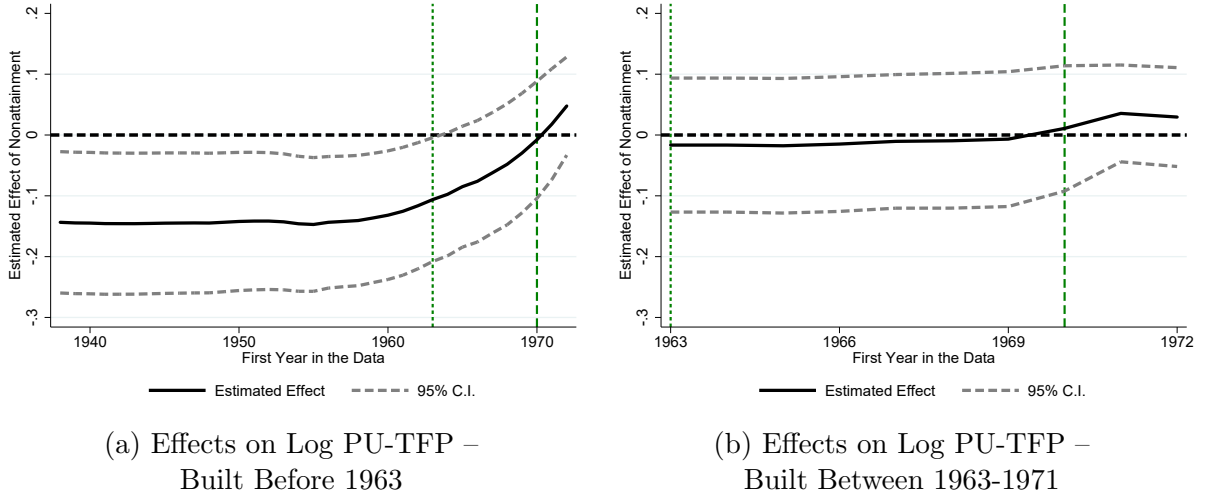 Estimated Effect of Nonattainment
.2
.1
0
-.1
-.2
-.3
1940
1950
1960
1970
First Year in the Data
Estimated Effect
95% C.I.
(a) Effects on Log PU-TFP –
Built Before 1963
Estimated Effect of Nonattainment
.2
.1
0
-.1
-.2
-.3
1963
1966
1969
1972
First Year in the Data
Estimated Effect
95% C.I.
(b) Effects on Log PU-TFP –
Built Between 1963-1971